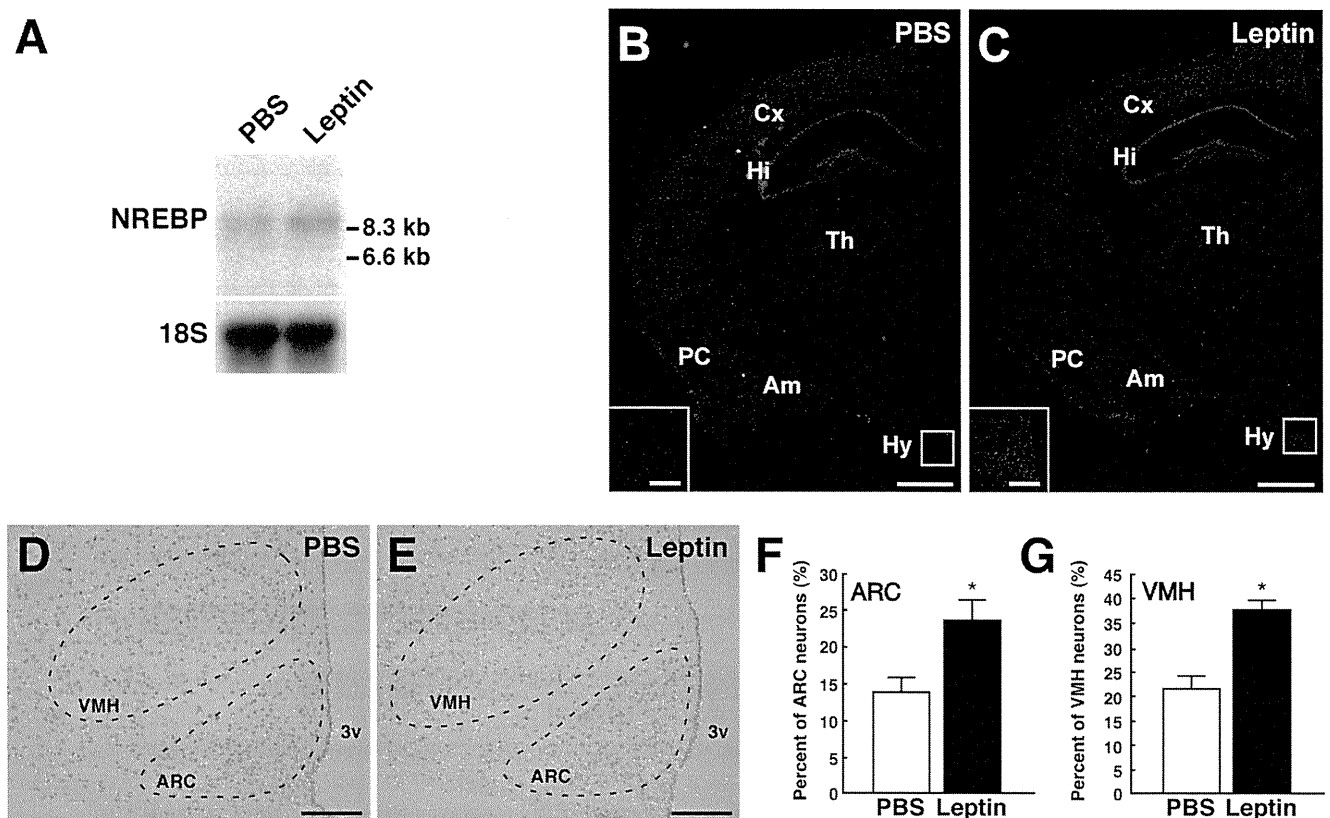 A
PBS
Leptin
NREBP
8.3 kb
6.6 kb
18S
B
PBS
Cx
Hi
Th
PC
Am
Hy
C
Leptin
Cx
Hi
Th
PC
Am
Hy
D
PBS
VMH
ARC
3v
E
Leptin
VMH
ARC
3v
F
Percent of ARC neurons (%)
ARC
30
25
20
15
10
5
0
*
PBS Leptin
G
Percent of VMH neurons (%)
VMH
45
40
35
30
25
20
15
10
5
0
*
PBS Leptin